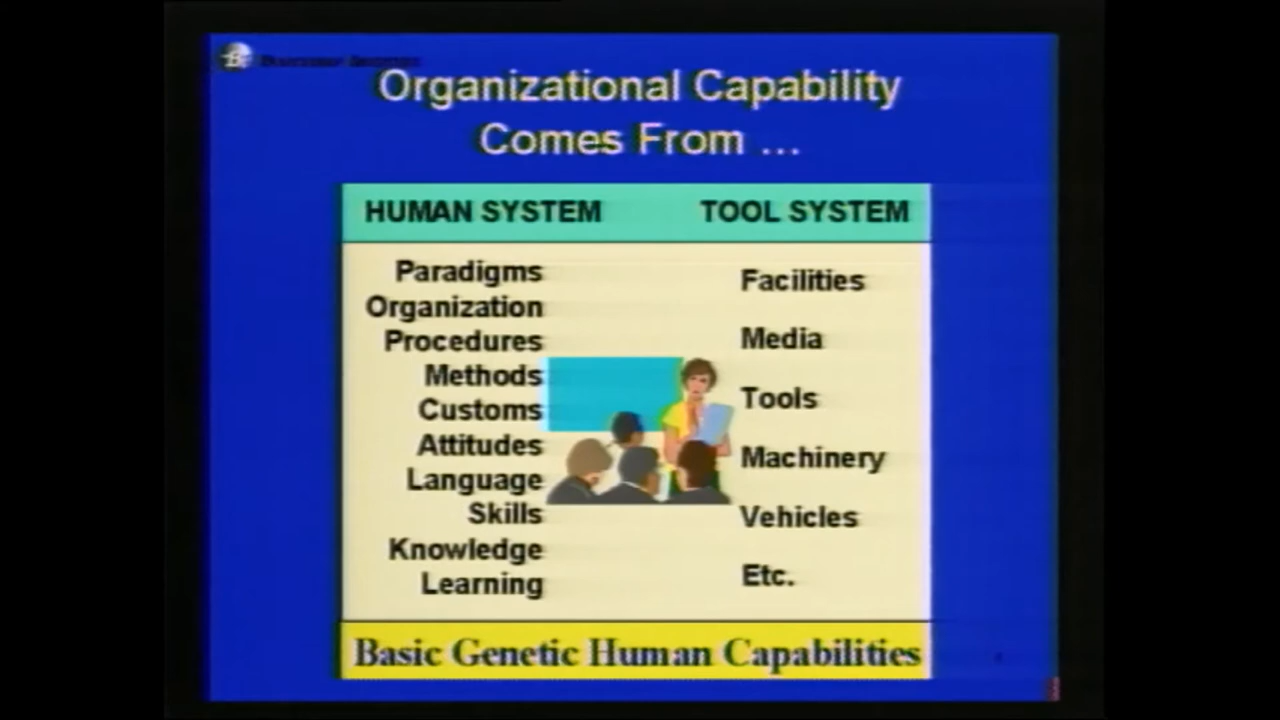 Organizational Capability
Comes From ...
HUMAN SYSTEM
TOOL SYSTEM
Paradigms
Organization
Procedures
Methods
Customs
Attitudes
Language
Skills
Knowledge
Learning
Facilities
Media
Tools
Machinery
Vehicles
Etc.
Basic Genetic Human Capabilities